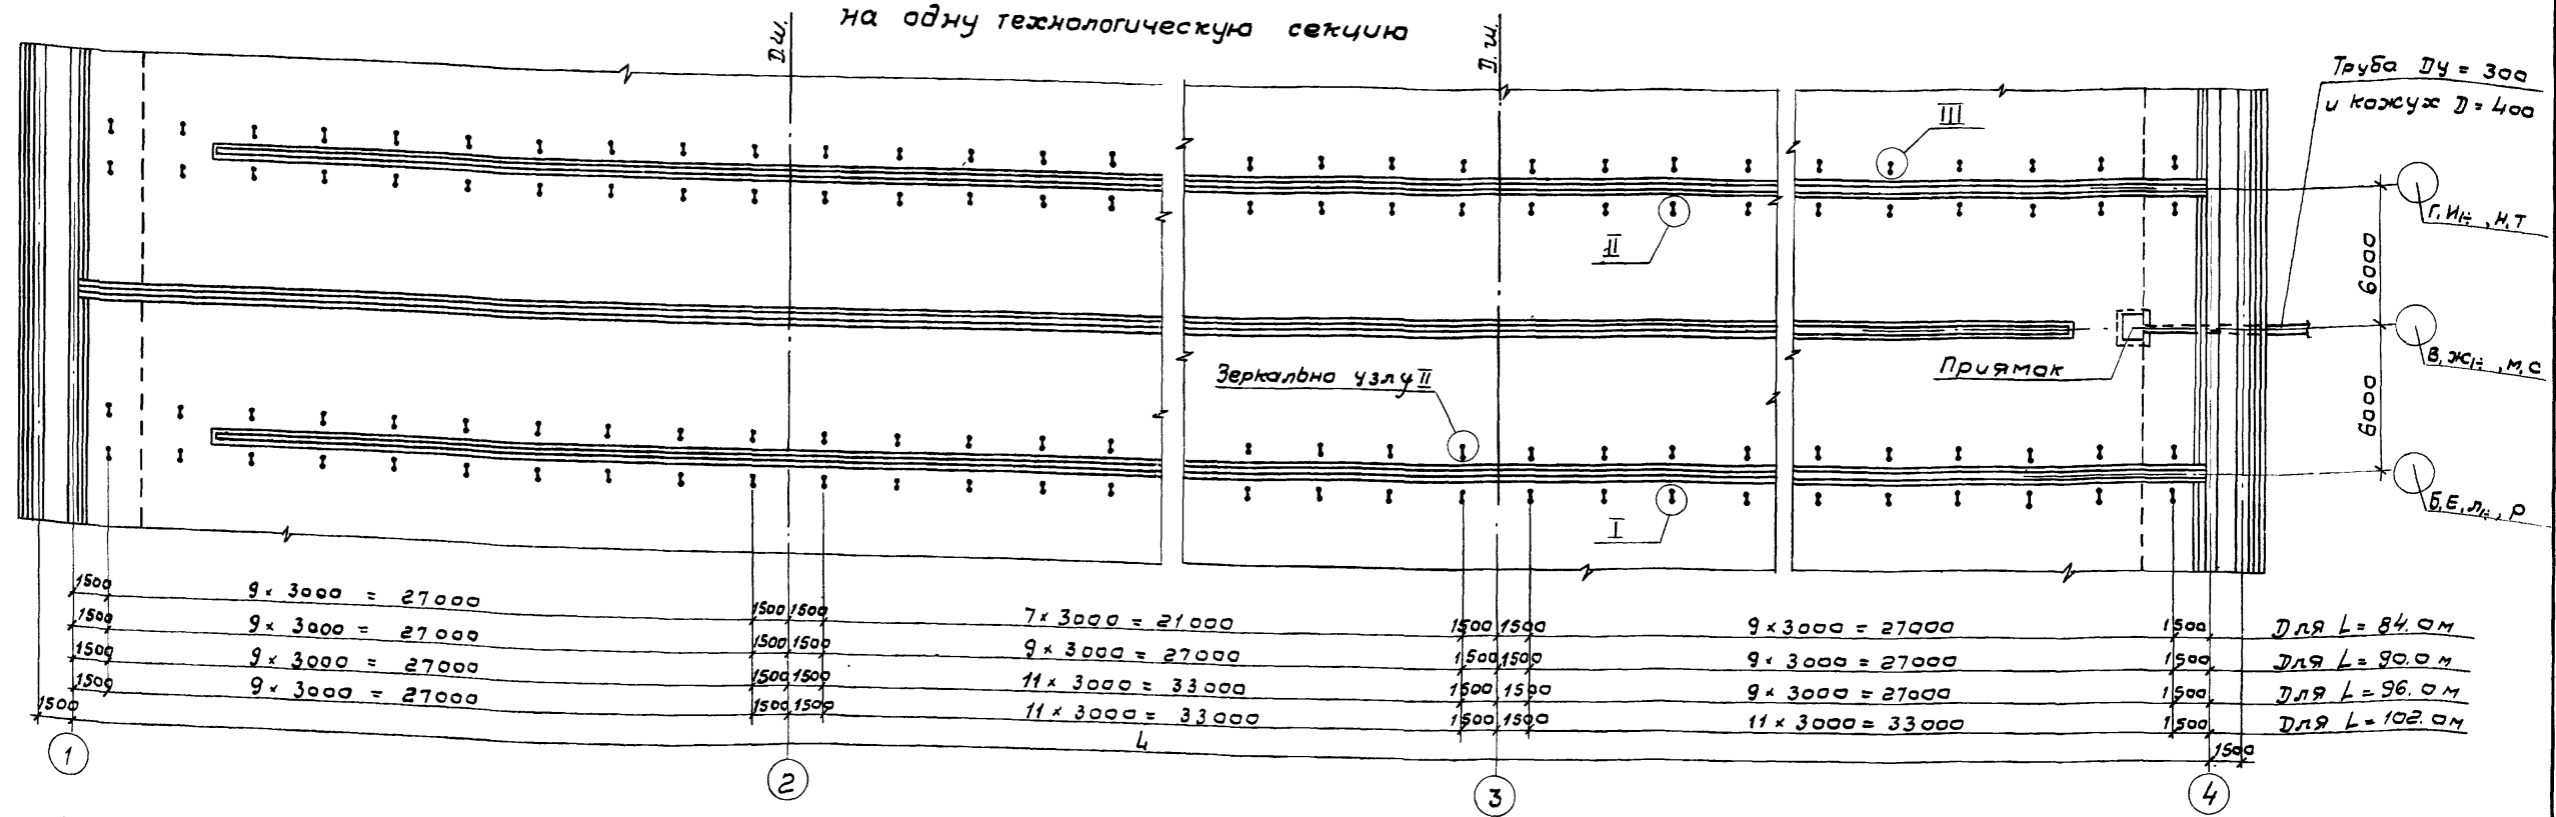 на одну технологическую секцию
Д.Ш.
Д.Ш.
Труба Ду = 300
и кожух D = 400
III
II
6000
6000
Г, И
, Н, Т
В, Ж
, М, С
Б, Е, Л
, Р
Зеркально узлу II
Приямок
I
1500 9 × 3000 = 27000 1500 1500 7 × 3000 = 21000 1500 1500 9 × 3000 = 27000 1500 Для L = 84.0 м
1500 9 × 3000 = 27000 1500 1500 9 × 3000 = 27000 1500 1500 9 × 3000 = 27000 1500 Для L = 90.0 м
1500 9 × 3000 = 27000 1500 1500 11 × 3000 = 33000 1500 1500 9 × 3000 = 27000 1500 Для L = 96.0 м
1500 9 × 3000 = 27000 1500 1500 11 × 3000 = 33000 1500 1500 11 × 3000 = 33000 1500 Для L = 102.0 м
1500 L 1500
1 2 3 4